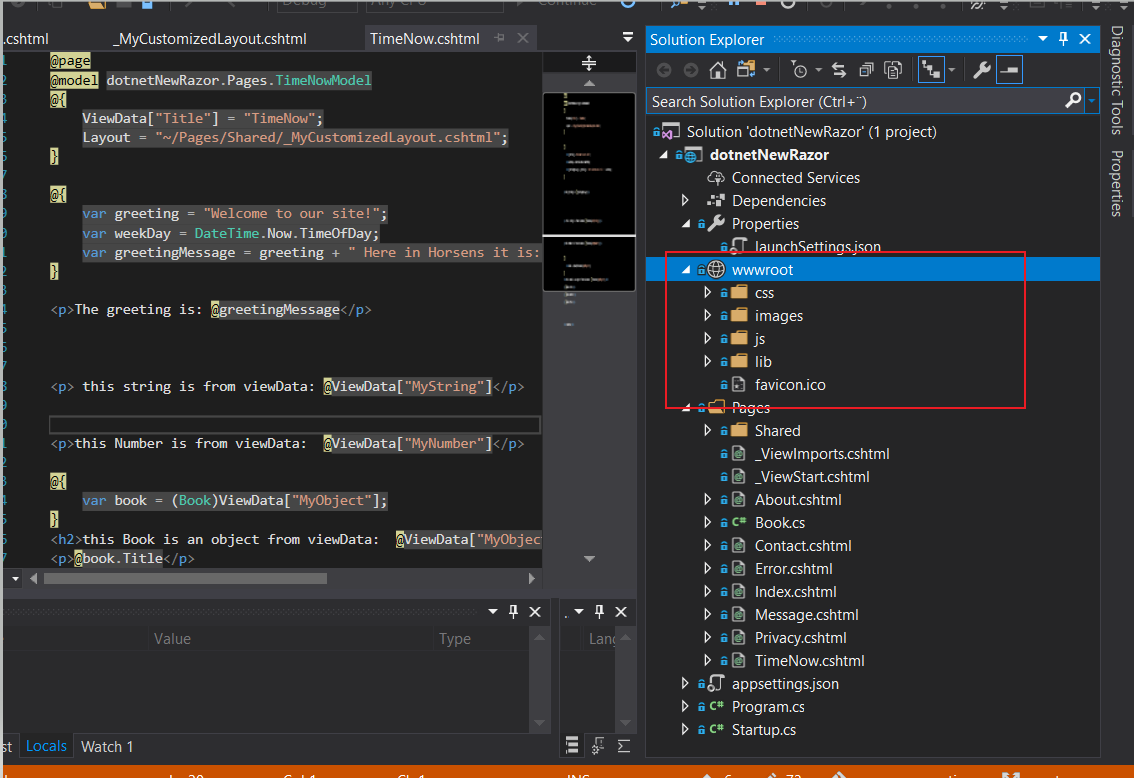 Debug
Any CPU
Continue
.cshtml
_MyCustomizedLayout.cshtml
TimeNow.cshtml
@page
@model dotnetNewRazor.Pages.TimeNowModel
@{
ViewData["Title"] = "TimeNow";
Layout = "~/Pages/Shared/_MyCustomizedLayout.cshtml";
}
@{
var greeting = "Welcome to our site!";
var weekDay = DateTime.Now.TimeOfDay;
var greetingMessage = greeting + " Here in Horsens it is:
}
<p>The greeting is: @greetingMessage</p>
<p> this string is from viewData: @ViewData["MyString"]</p>
<p>this Number is from viewData:  @ViewData["MyNumber"]</p>
@{
var book = (Book)ViewData["MyObject"];
}
<h2>this Book is an object from viewData:  @ViewData["MyObjec
<p>@book.Title</p>
Value
Type
Lang
Locals
Watch 1
Solution Explorer
Search Solution Explorer (Ctrl+¨)
Solution 'dotnetNewRazor' (1 project)
dotnetNewRazor
Connected Services
Dependencies
Properties
launchSettings.json
wwwroot
css
images
js
lib
favicon.ico
Pages
Shared
_ViewImports.cshtml
_ViewStart.cshtml
About.cshtml
C# Book.cs
Contact.cshtml
Error.cshtml
Index.cshtml
Message.cshtml
Privacy.cshtml
TimeNow.cshtml
appsettings.json
C# Program.cs
C# Startup.cs
Diagnostic Tools
Properties